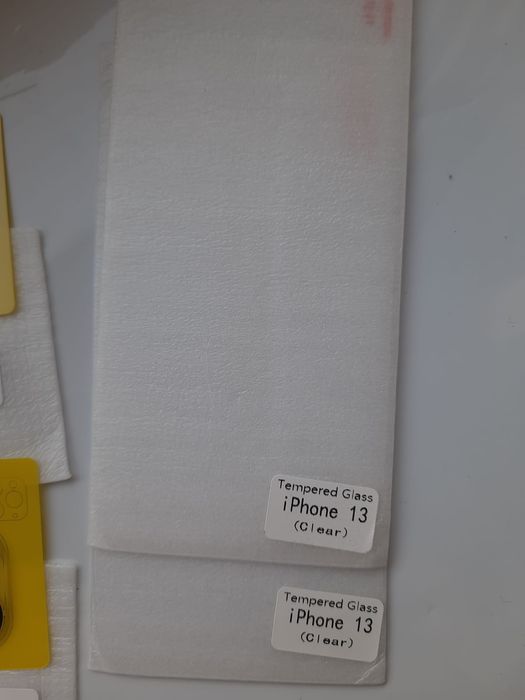 Tempered Glass
iPhone 13
(Clear)
Tempered Glass
iPhone 13
(Clear)